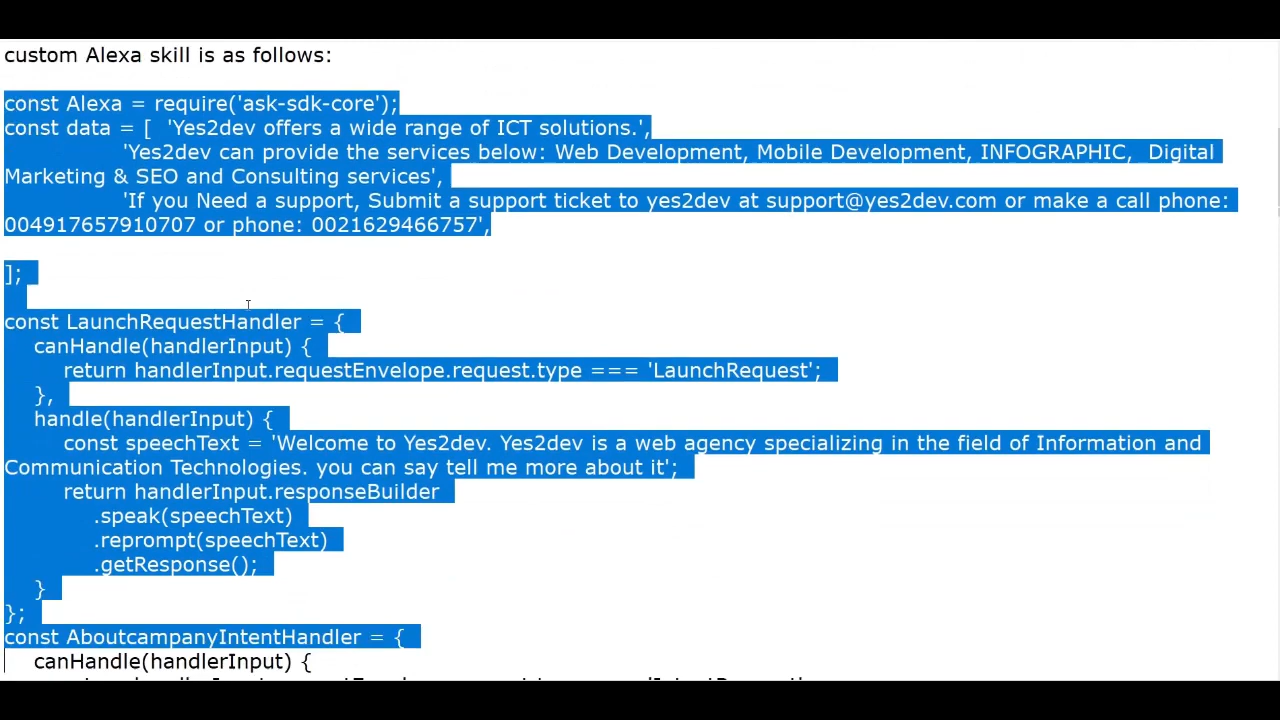 custom Alexa skill is as follows:
const Alexa = require('ask-sdk-core');
const data = [  'Yes2dev offers a wide range of ICT solutions.',
'Yes2dev can provide the services below: Web Development, Mobile Development, INFOGRAPHIC,  Digital
Marketing & SEO and Consulting services',
'If you Need a support, Submit a support ticket to yes2dev at support@yes2dev.com or make a call phone:
004917657910707 or phone: 0021629466757',
];
const LaunchRequestHandler = {
canHandle(handlerInput) {
return handlerInput.requestEnvelope.request.type === 'LaunchRequest';
},
handle(handlerInput) {
const speechText = 'Welcome to Yes2dev. Yes2dev is a web agency specializing in the field of Information and
Communication Technologies. you can say tell me more about it';
return handlerInput.responseBuilder
.speak(speechText)
.reprompt(speechText)
.getResponse();
}
};
const AboutcampanyIntentHandler = {
canHandle(handlerInput) {